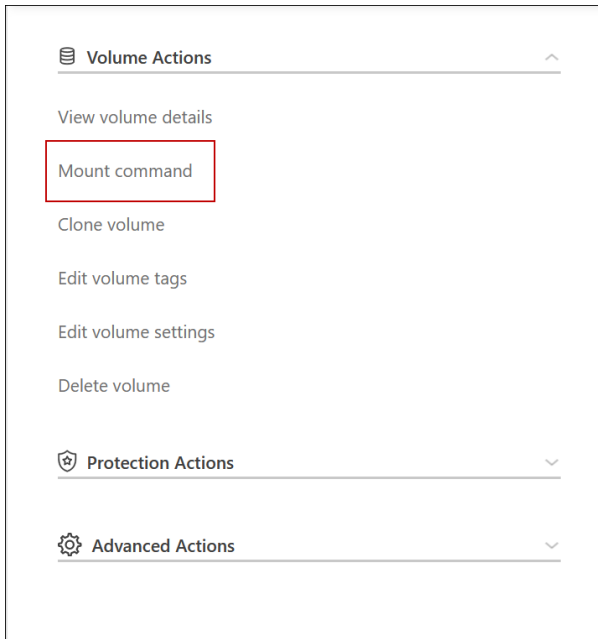 Volume Actions
View volume details
Mount command
Clone volume
Edit volume tags
Edit volume settings
Delete volume
Protection Actions
Advanced Actions